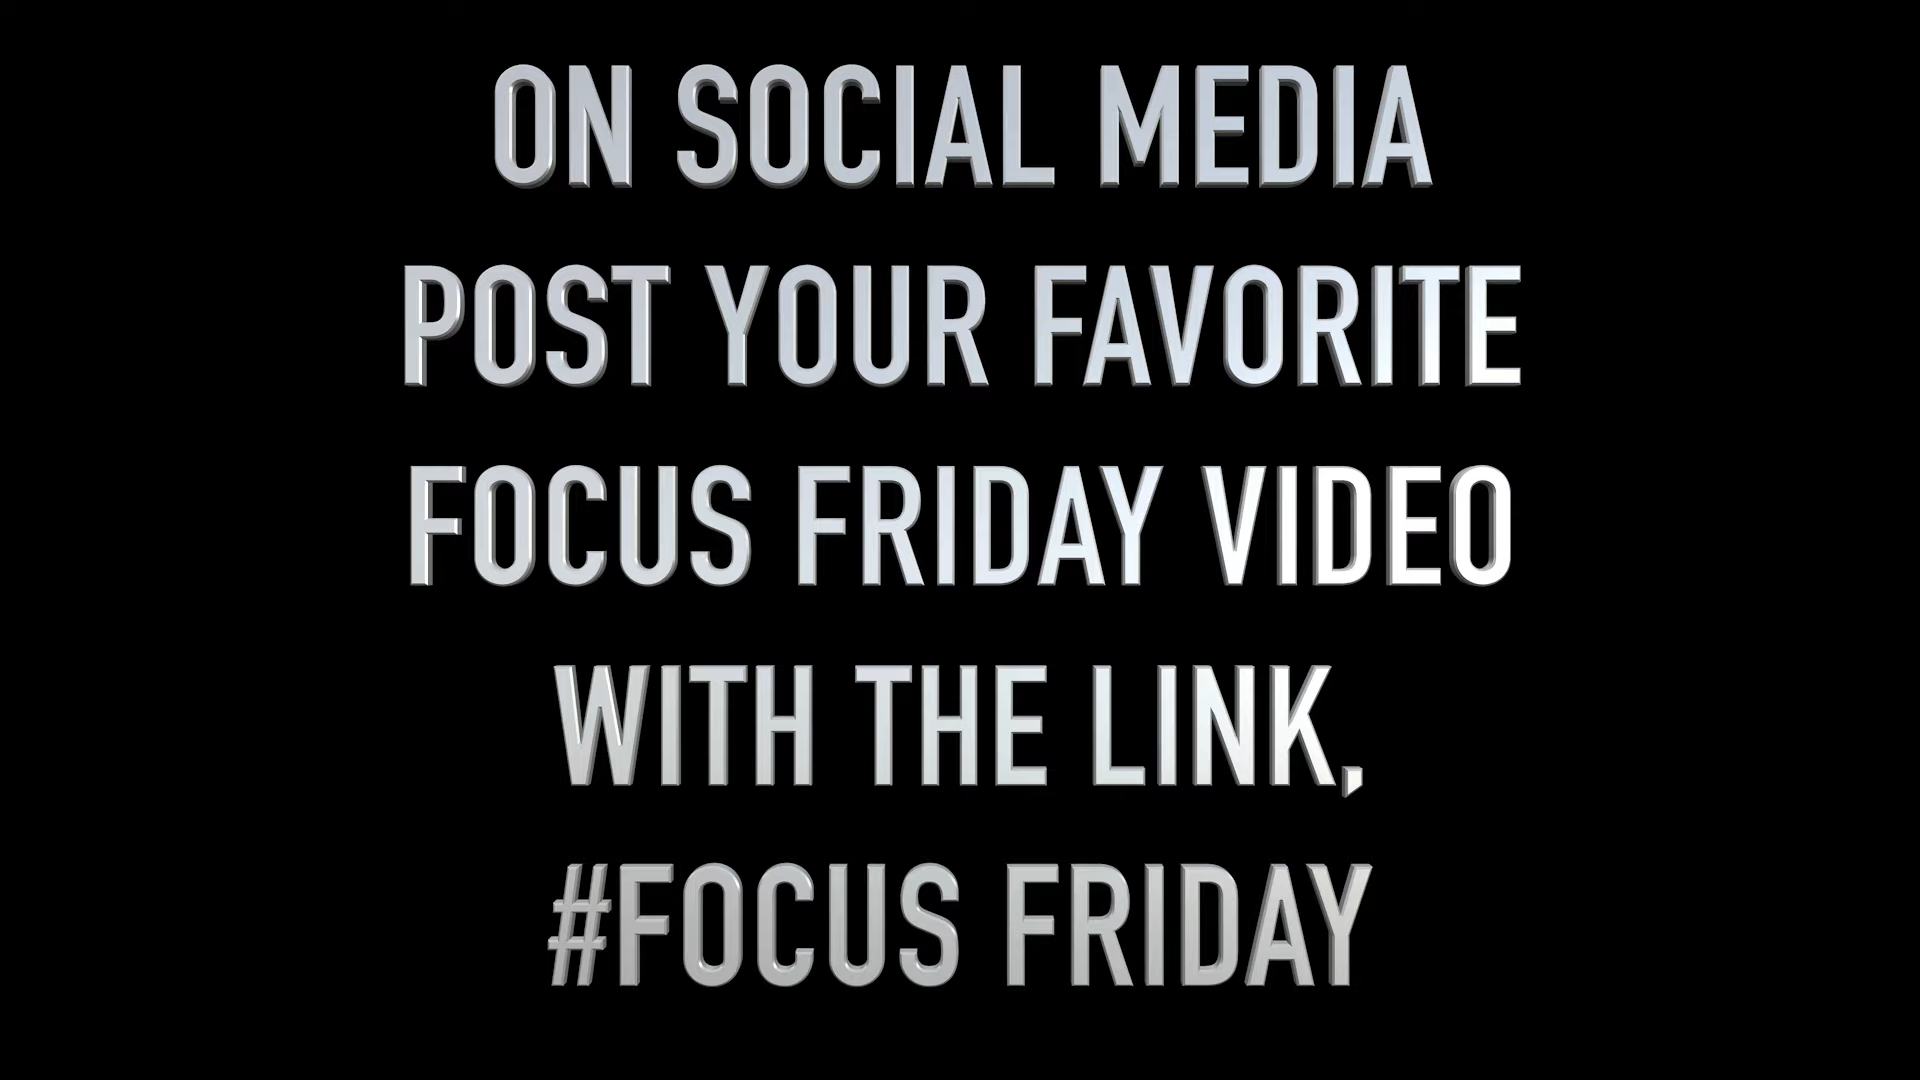 ON SOCIAL MEDIA
POST YOUR FAVORITE
FOCUS FRIDAY VIDEO
WITH THE LINK,
#FOCUS FRIDAY